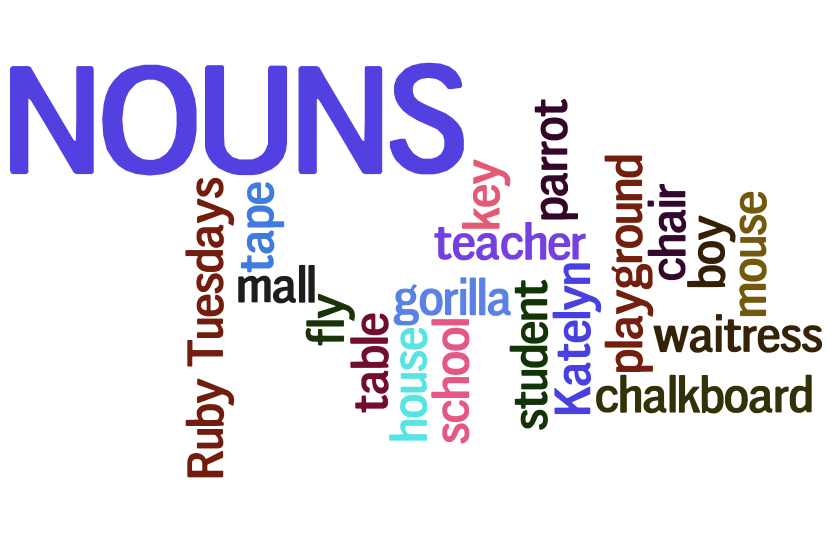 NOUNS
Ruby Tuesdays
tape
mall
fly
table
house
school
gorilla
teacher
key
parrot
student
Katelyn
playground
chair
boy
mouse
waitress
chalkboard